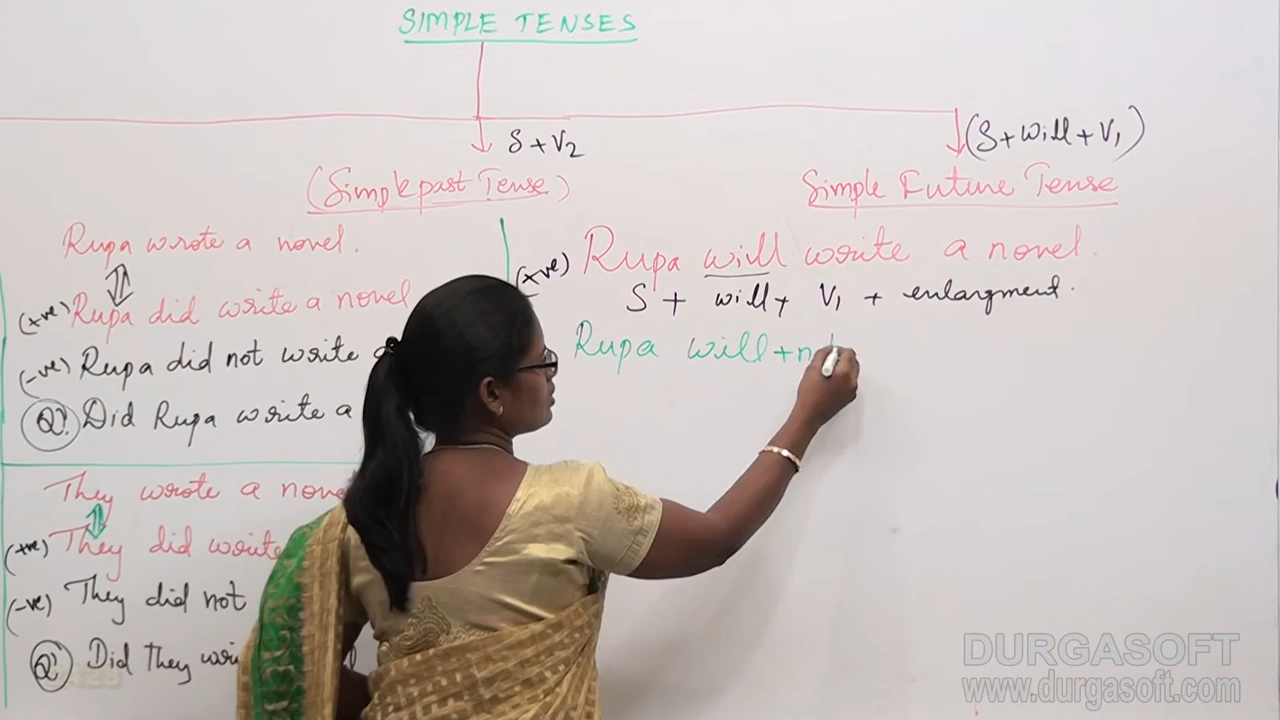 SIMPLE TENSES
S + V2
(S + will + V1)
(Simple past Tense)
Simple Future Tense
Rupa wrote a novel.
(+ve) Rupa did write a novel
(-ve) Rupa did not write a
Q? Did Rupa write a
They wrote a
(+ve) They did write
(-ve) They did not
Q? Did They
(+ve) Rupa will write a novel.
S + will + V1 + enlargment.
Rupa will +
DURGASOFT
www.durgasoft.com